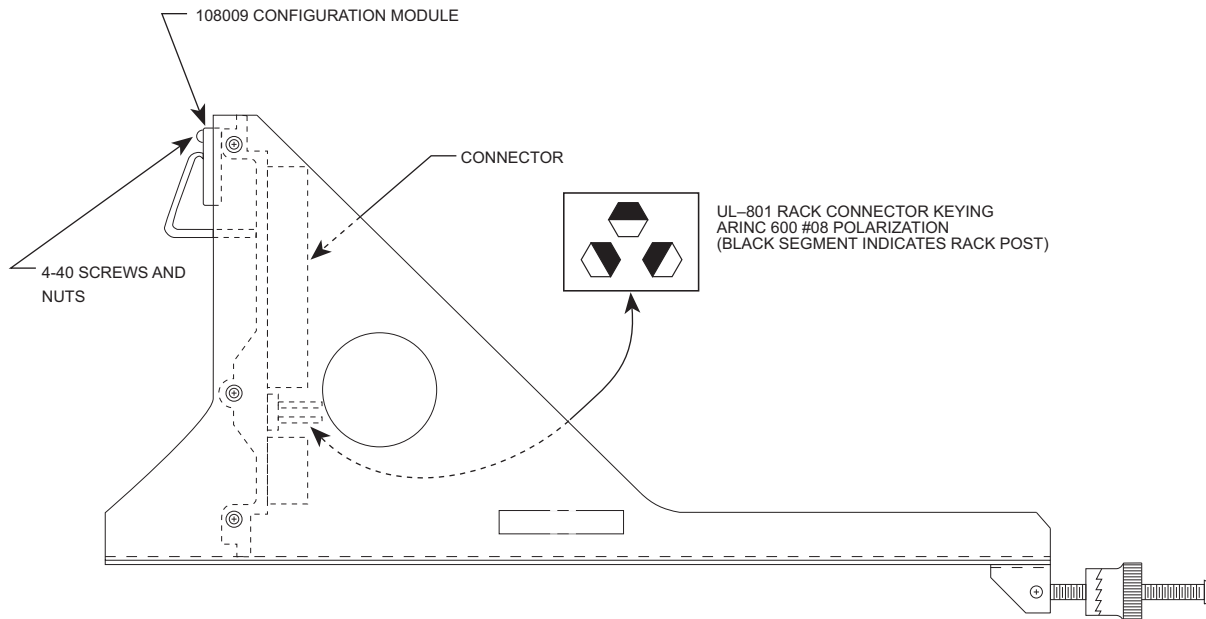 108009 CONFIGURATION MODULE
CONNECTOR
UL–801 RACK CONNECTOR KEYING
ARINC 600 #08 POLARIZATION
(BLACK SEGMENT INDICATES RACK POST)
4-40 SCREWS AND
NUTS